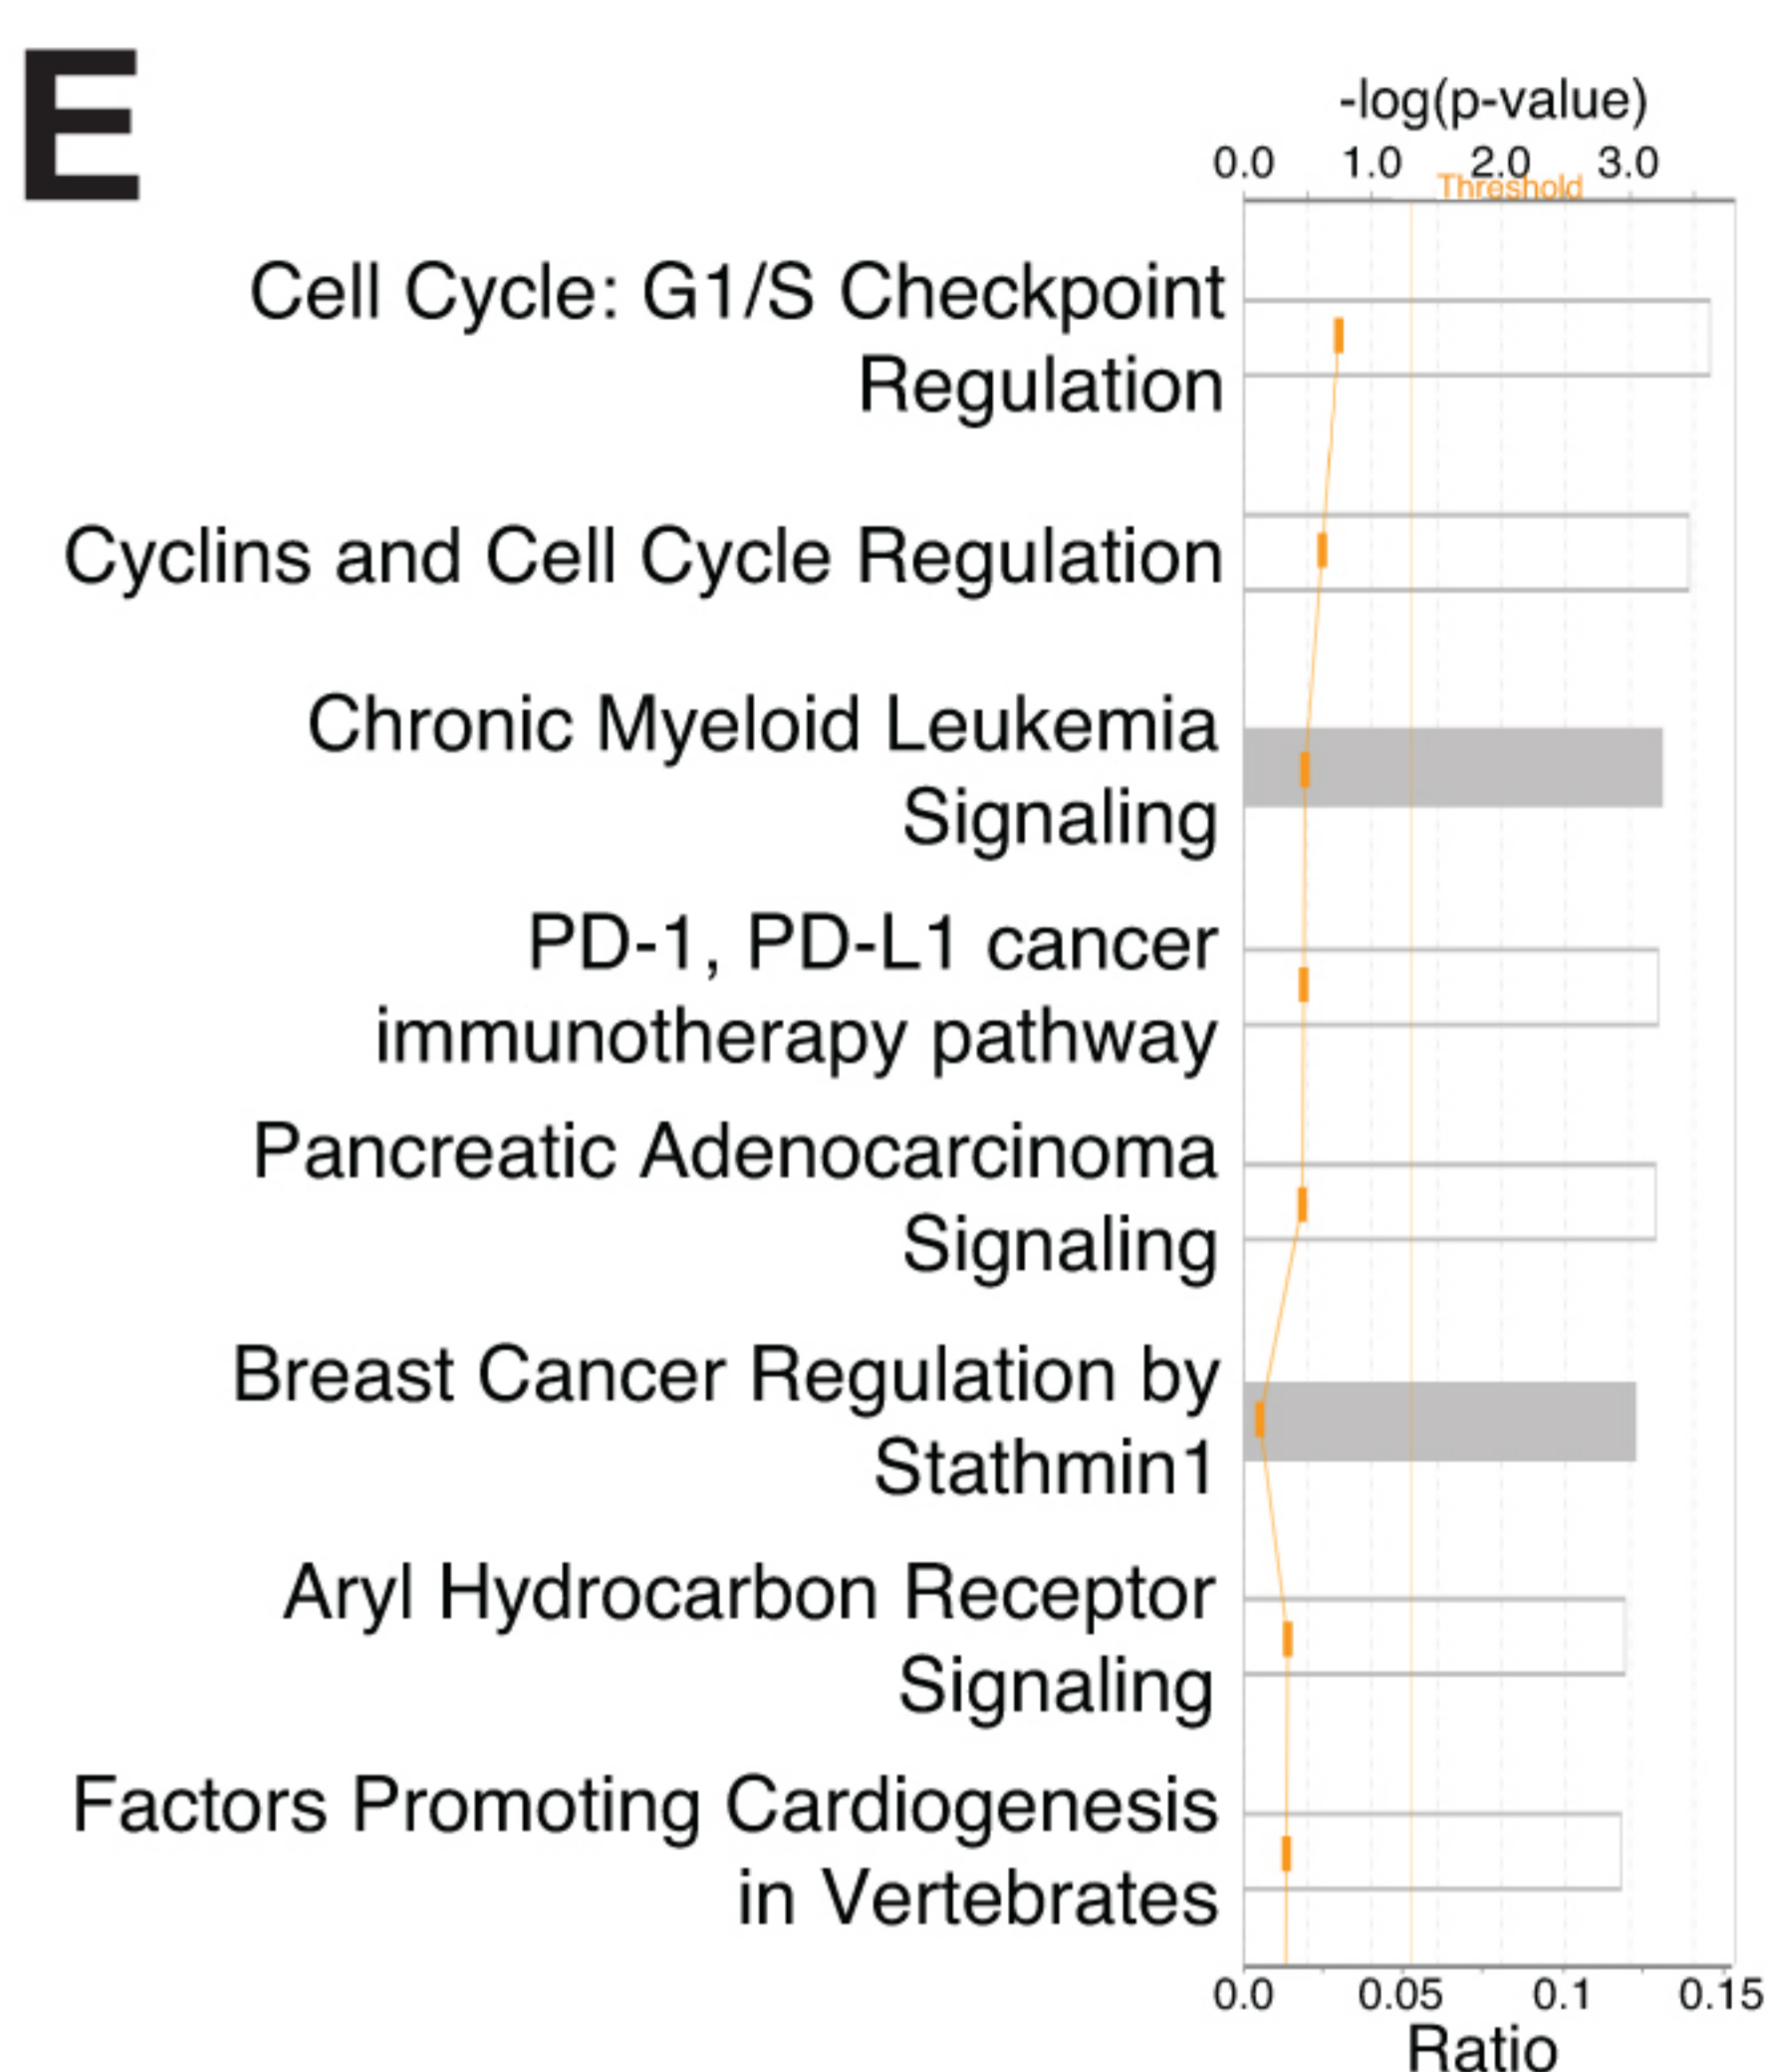 E
-log(p-value)
0.0 1.0 2.0 3.0
Threshold
Cell Cycle: G1/S Checkpoint
Regulation
Cyclins and Cell Cycle Regulation
Chronic Myeloid Leukemia
Signaling
PD-1, PD-L1 cancer
immunotherapy pathway
Pancreatic Adenocarcinoma
Signaling
Breast Cancer Regulation by
Stathmin1
Aryl Hydrocarbon Receptor
Signaling
Factors Promoting Cardiogenesis
in Vertebrates
0.0 0.05 0.1 0.15
Ratio